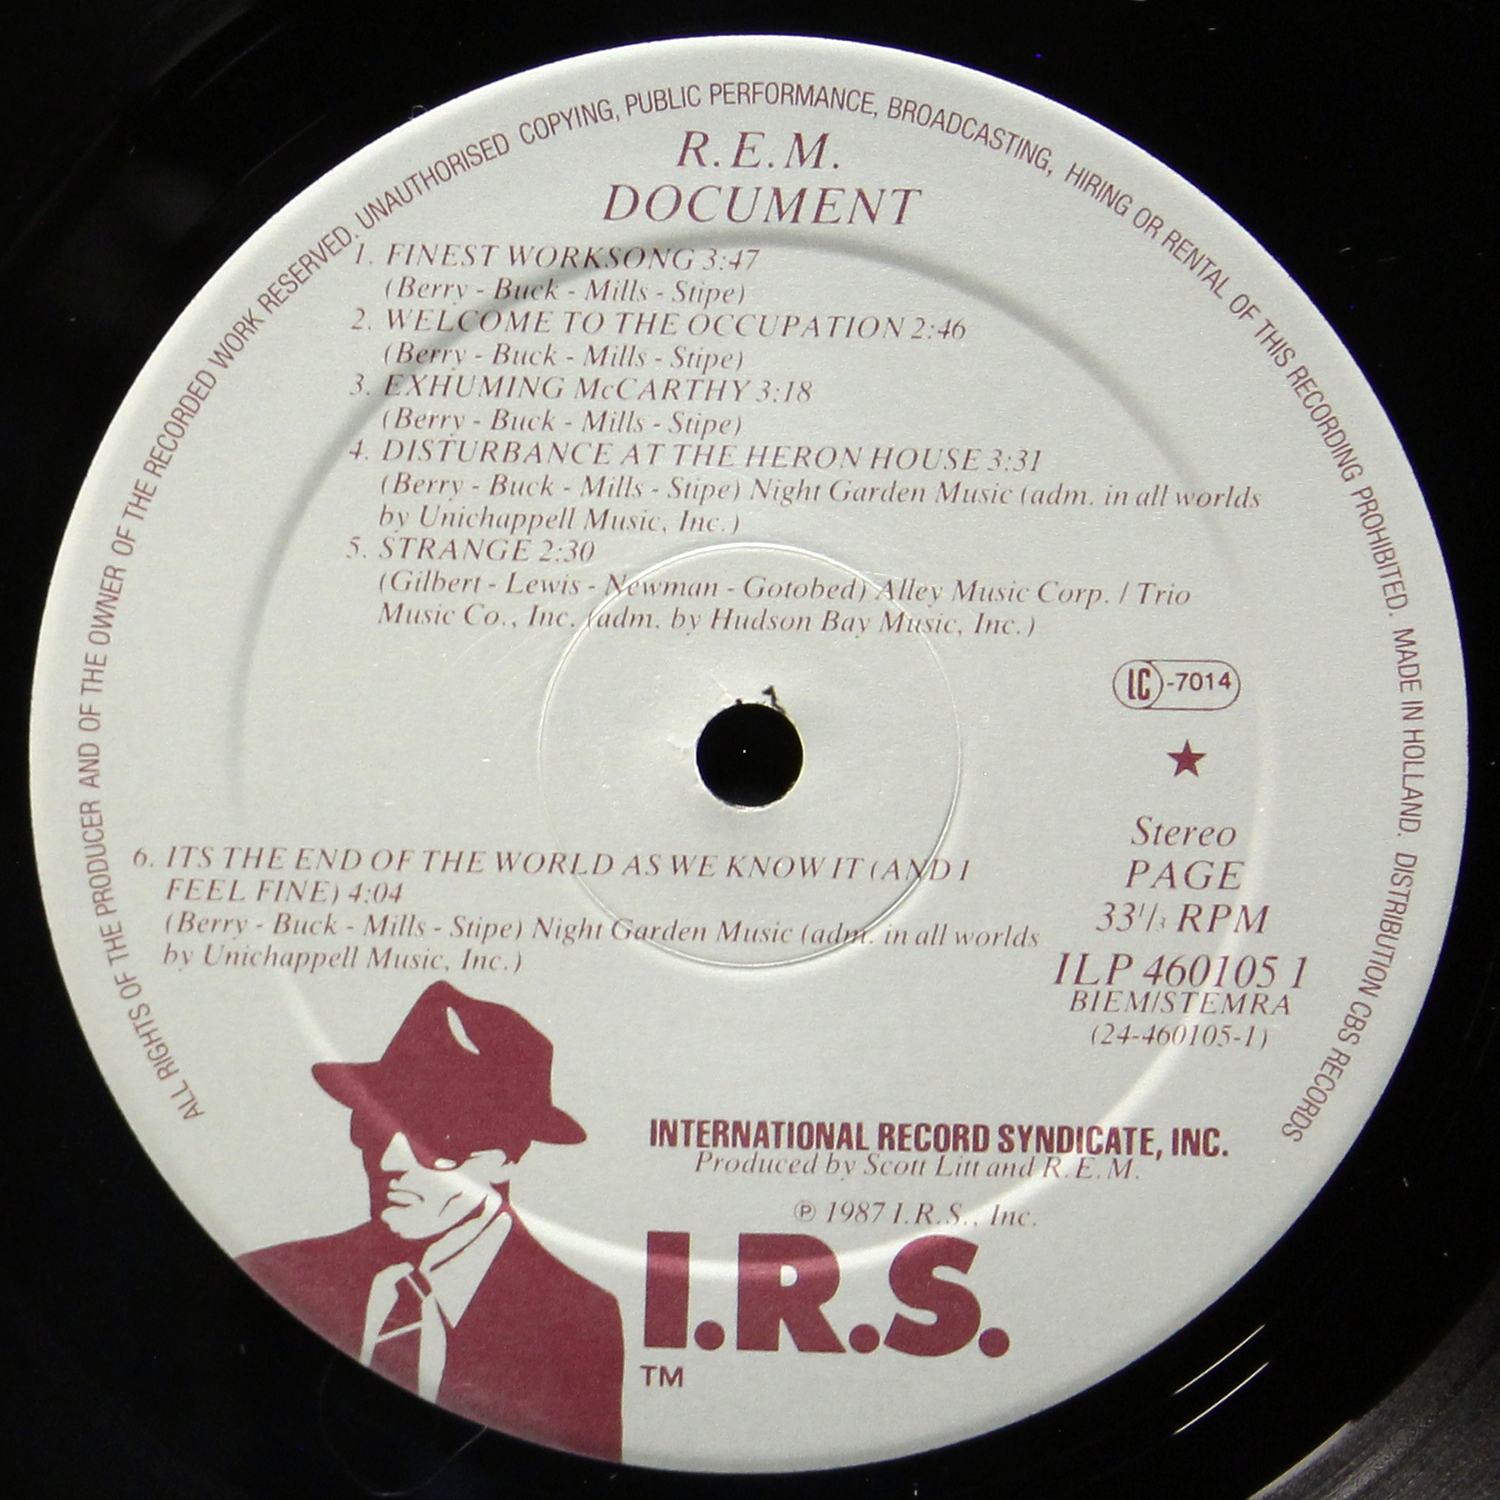 ALL RIGHTS OF THE PRODUCER AND OF THE OWNER OF THE RECORDED WORK RESERVED. UNAUTHORISED COPYING, PUBLIC PERFORMANCE, BROADCASTING, HIRING OR RENTAL OF THIS RECORDING PROHIBITED. MADE IN HOLLAND. DISTRIBUTION CBS RECORDS
R.E.M.
DOCUMENT
1. FINEST WORKSONG 3:47
(Berry - Buck - Mills - Stipe)
2. WELCOME TO THE OCCUPATION 2:46
(Berry - Buck - Mills - Stipe)
3. EXHUMING McCARTHY 3:18
(Berry - Buck - Mills - Stipe)
4. DISTURBANCE AT THE HERON HOUSE 3:31
(Berry - Buck - Mills - Stipe) Night Garden Music (adm. in all worlds
by Unichappell Music, Inc.)
5. STRANGE 2:30
(Gilbert - Lewis - Newman - Gotobed) Alley Music Corp. / Trio
Music Co., Inc. (adm. by Hudson Bay Music, Inc.)
LC-7014
Stereo
PAGE
33 1/3 RPM
ILP 460105 1
BIEM/STEMRA
(24-460105-1)
6. ITS THE END OF THE WORLD AS WE KNOW IT (AND I
FEEL FINE) 4:04
(Berry - Buck - Mills - Stipe) Night Garden Music (adm. in all worlds
by Unichappell Music, Inc.)
INTERNATIONAL RECORD SYNDICATE, INC.
Produced by Scott Litt and R.E.M.
℗ 1987 I.R.S., Inc.
I.R.S.
TM